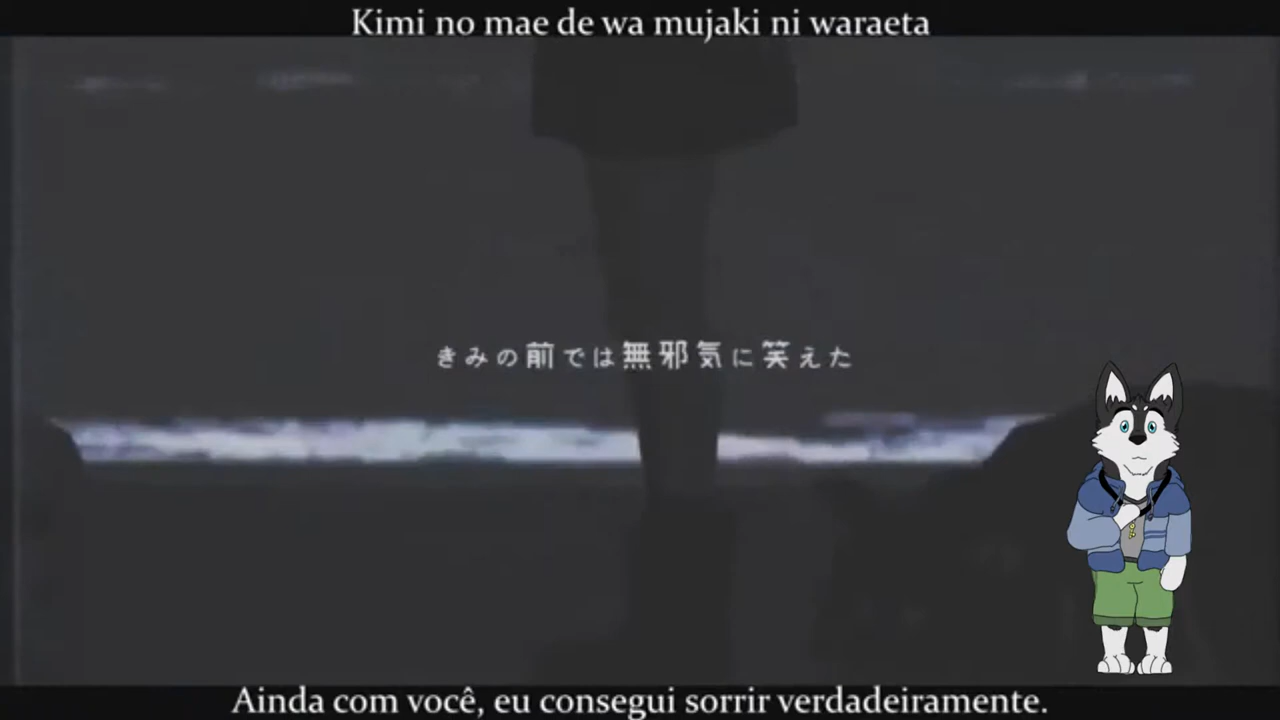 Kimi no mae de wa mujaki ni waraeta
きみの前では無邪気に笑えた
Ainda com você, eu consegui sorrir verdadeiramente.